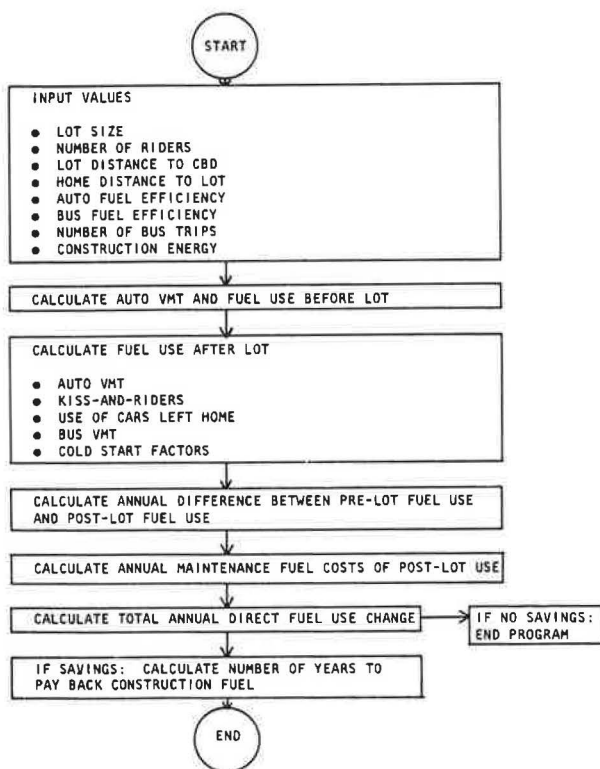 START
INPUT VALUES
● LOT SIZE
● NUMBER OF RIDERS
● LOT DISTANCE TO CBD
● HOME DISTANCE TO LOT
● AUTO FUEL EFFICIENCY
● BUS FUEL EFFICIENCY
● NUMBER OF BUS TRIPS
● CONSTRUCTION ENERGY
CALCULATE AUTO VMT AND FUEL USE BEFORE LOT
CALCULATE FUEL USE AFTER LOT
● AUTO VMT
● KISS-AND-RIDERS
● USE OF CARS LEFT HOME
● BUS VMT
● COLD START FACTORS
CALCULATE ANNUAL DIFFERENCE BETWEEN PRE-LOT FUEL USE
AND POST-LOT FUEL USE
CALCULATE ANNUAL MAINTENANCE FUEL COSTS OF POST-LOT USE
CALCULATE TOTAL ANNUAL DIRECT FUEL USE CHANGE
IF NO SAVINGS:
END PROGRAM
IF SAVINGS: CALCULATE NUMBER OF YEARS TO
PAY BACK CONSTRUCTION FUEL
END